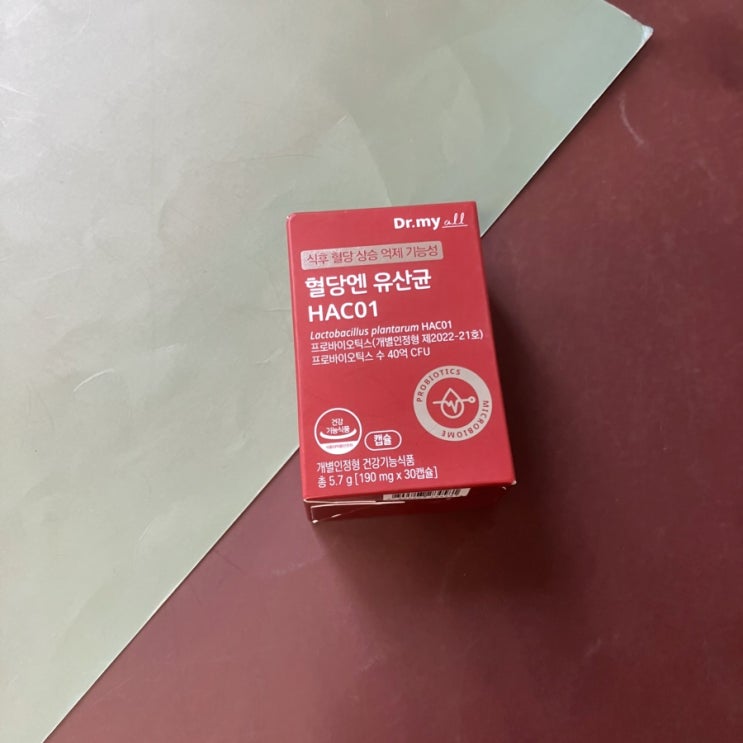 Dr.my all
식후 혈당 상승 억제 기능성
혈당엔 유산균
HAC01
Lactobacillus plantarum HAC01
프로바이오틱스(개별인정형 제2022-21호)
프로바이오틱스 수 40억 CFU
PROBIOTICS
MICROBIOME
건강
기능식품
캡슐
개별인정형 건강기능식품
총 5.7 g [190 mg x 30캡슐]